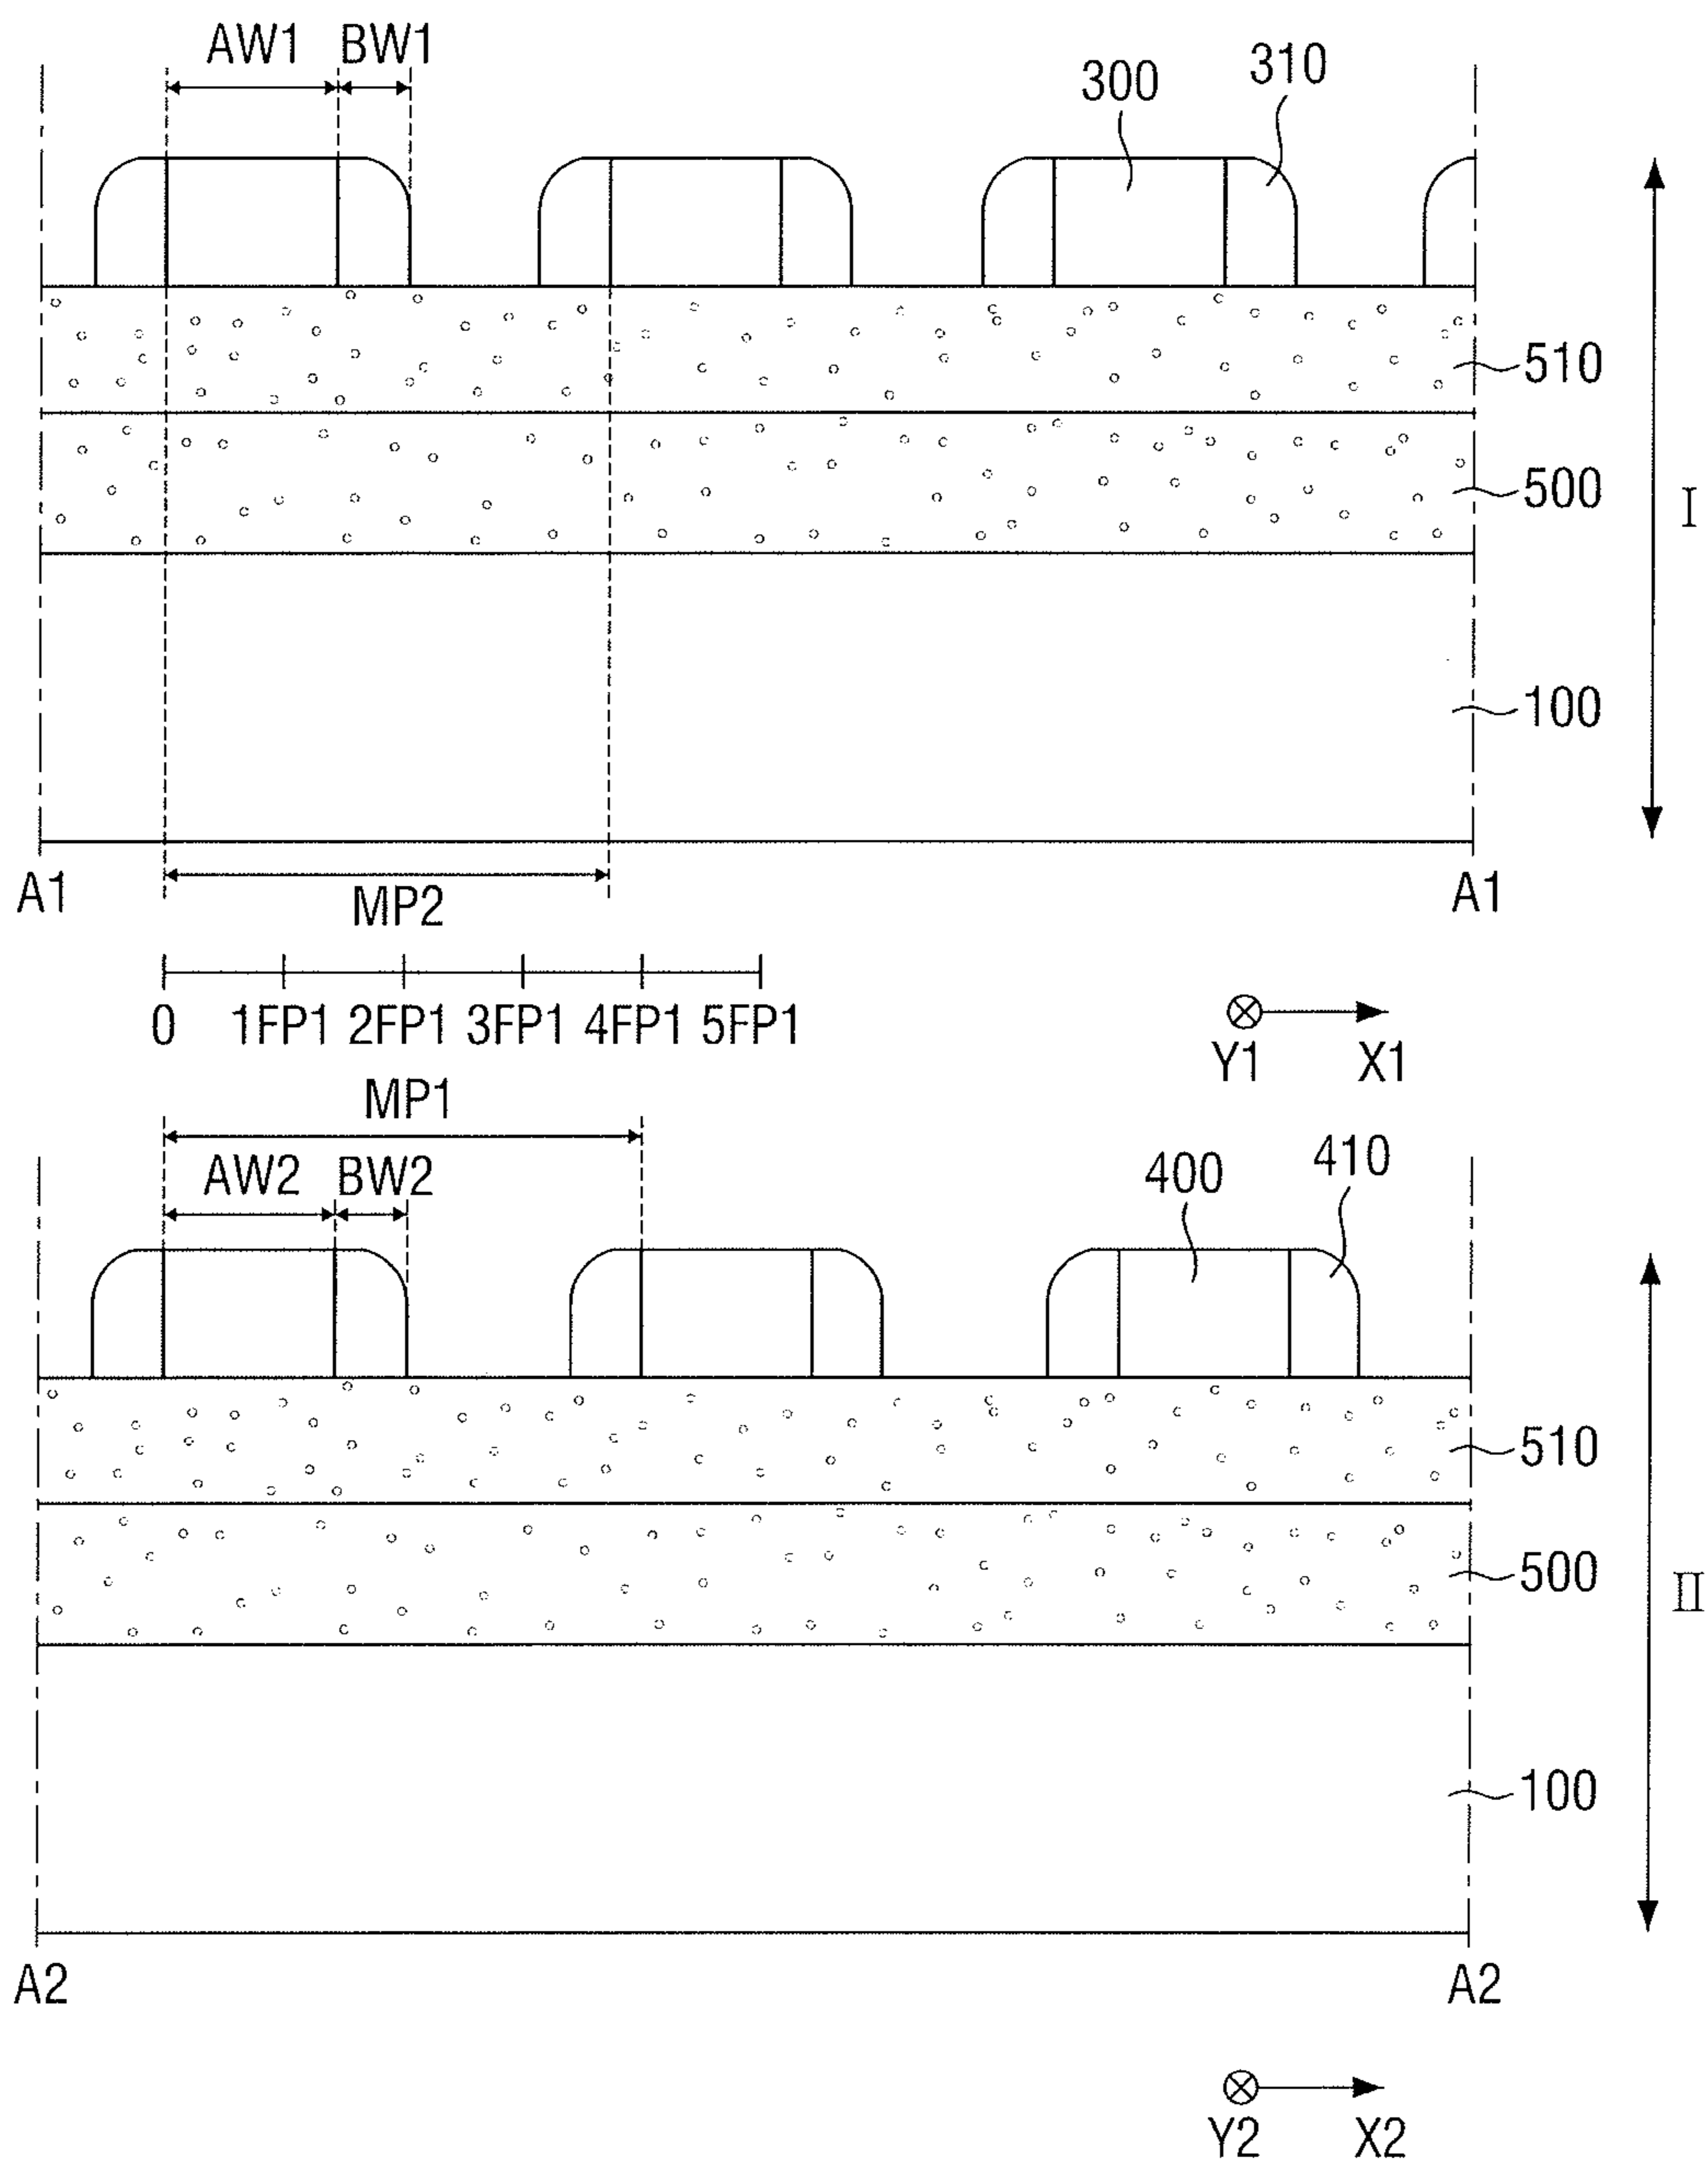 AW1 BW1
300
310
510
500
I
100
A1 A1
MP2
0 1FP1 2FP1 3FP1 4FP1 5FP1
Y1 X1
MP1
AW2 BW2
400
410
510
500
II
100
A2 A2
Y2 X2